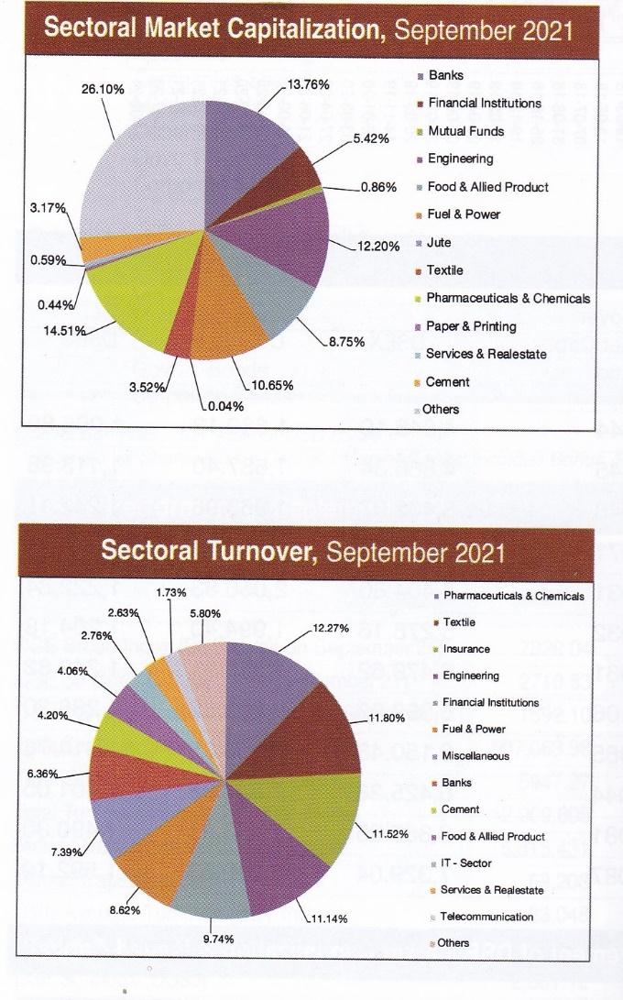 Sectoral Market Capitalization, September 2021
26.10%
13.76%
5.42%
0.86%
12.20%
8.75%
10.65%
0.04%
3.52%
14.51%
0.44%
0.59%
3.17%
Banks
Financial Institutions
Mutual Funds
Engineering
Food & Allied Product
Fuel & Power
Jute
Textile
Pharmaceuticals & Chemicals
Paper & Printing
Services & Realestate
Cement
Others
Sectoral Turnover, September 2021
1.73%
5.80%
2.63%
12.27%
2.76%
4.06%
11.80%
4.20%
6.36%
11.52%
7.39%
8.62%
11.14%
9.74%
Pharmaceuticals & Chemicals
Textile
Insurance
Engineering
Financial Institutions
Fuel & Power
Miscellaneous
Banks
Cement
Food & Allied Product
IT - Sector
Services & Realestate
Telecommunication
Others